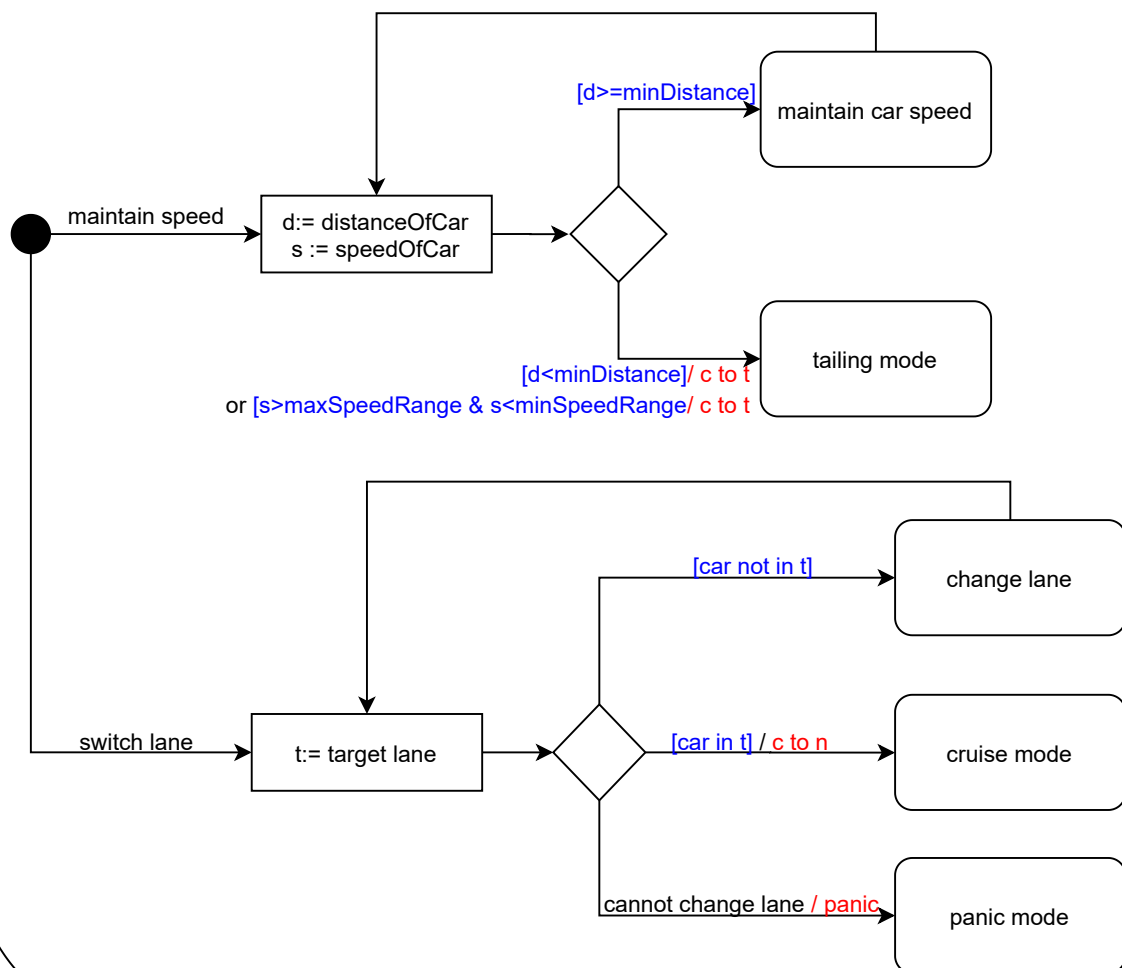 [d>=minDistance]
maintain car speed
maintain speed
d:= distanceOfCar
s := speedOfCar
tailing mode
[d<minDistance]/ c to t
or [s>maxSpeedRange & s<minSpeedRange/ c to t
[car not in t]
change lane
switch lane
t:= target lane
[car in t] / c to n
cruise mode
cannot change lane / panic
panic mode